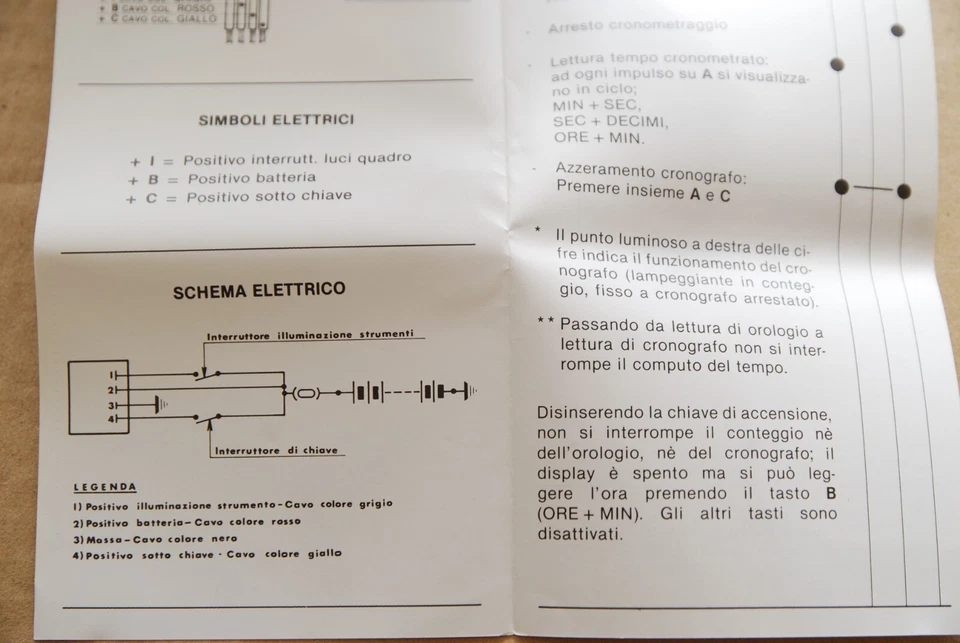 + B CAVO COL. ROSSO
+ C CAVO COL. GIALLO
SIMBOLI ELETTRICI
+ I = Positivo interrutt. luci quadro
+ B = Positivo batteria
+ C = Positivo sotto chiave
SCHEMA ELETTRICO
Interruttore illuminazione strumenti
1
2
3
4
Interruttore di chiave
LEGENDA
1) Positivo illuminazione strumento-Cavo colore grigio
2) Positivo batteria-Cavo colore rosso
3) Massa-Cavo colore nero
4) Positivo sotto chiave - Cavo colore giallo
- Arresto cronometraggio
- Lettura tempo cronometrato:
ad ogni impulso su A si visualizza-
no in ciclo;
MIN + SEC,
SEC + DECIMI,
ORE + MIN.
- Azzeramento cronografo:
Premere insieme A e C
* Il punto luminoso a destra delle ci-
fre indica il funzionamento del cro-
nografo (lampeggiante in conteg-
gio, fisso a cronografo arrestato).
** Passando da lettura di orologio a
lettura di cronografo non si inter-
rompe il computo del tempo.
Disinserendo la chiave di accensione,
non si interrompe il conteggio nè
dell'orologio, nè del cronografo; il
display è spento ma si può leg-
gere l'ora premendo il tasto B
(ORE + MIN). Gli altri tasti sono
disattivati.